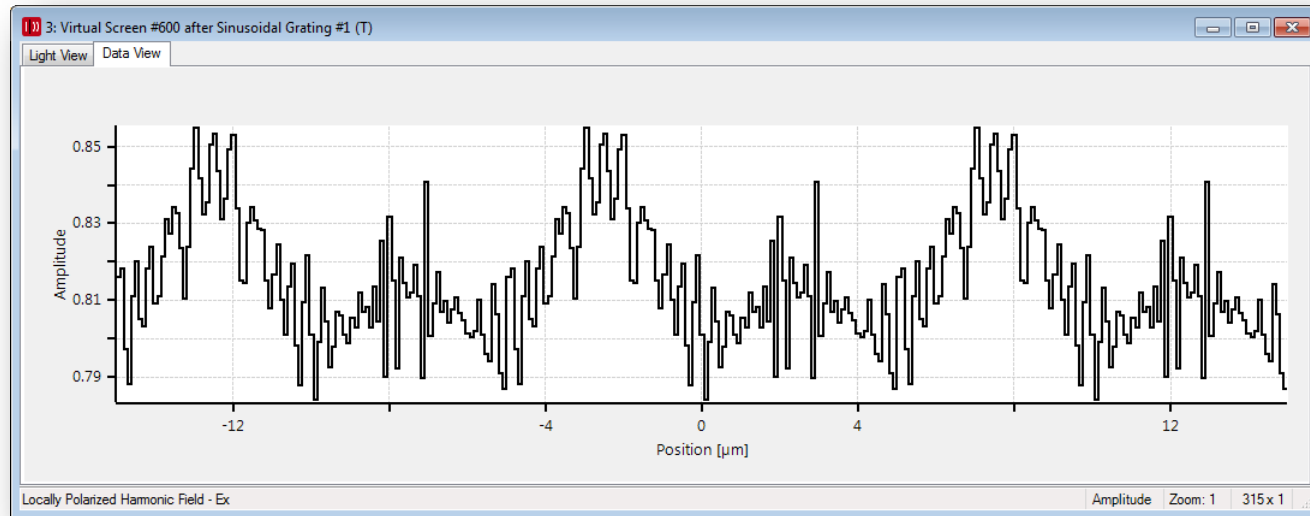 3: Virtual Screen #600 after Sinusoidal Grating #1 (T)
Light View Data View
0.85
0.83
0.81
0.79
Amplitude
-12 -4 0 4 12
Position [µm]
Locally Polarized Harmonic Field - Ex Amplitude Zoom: 1 315 x 1